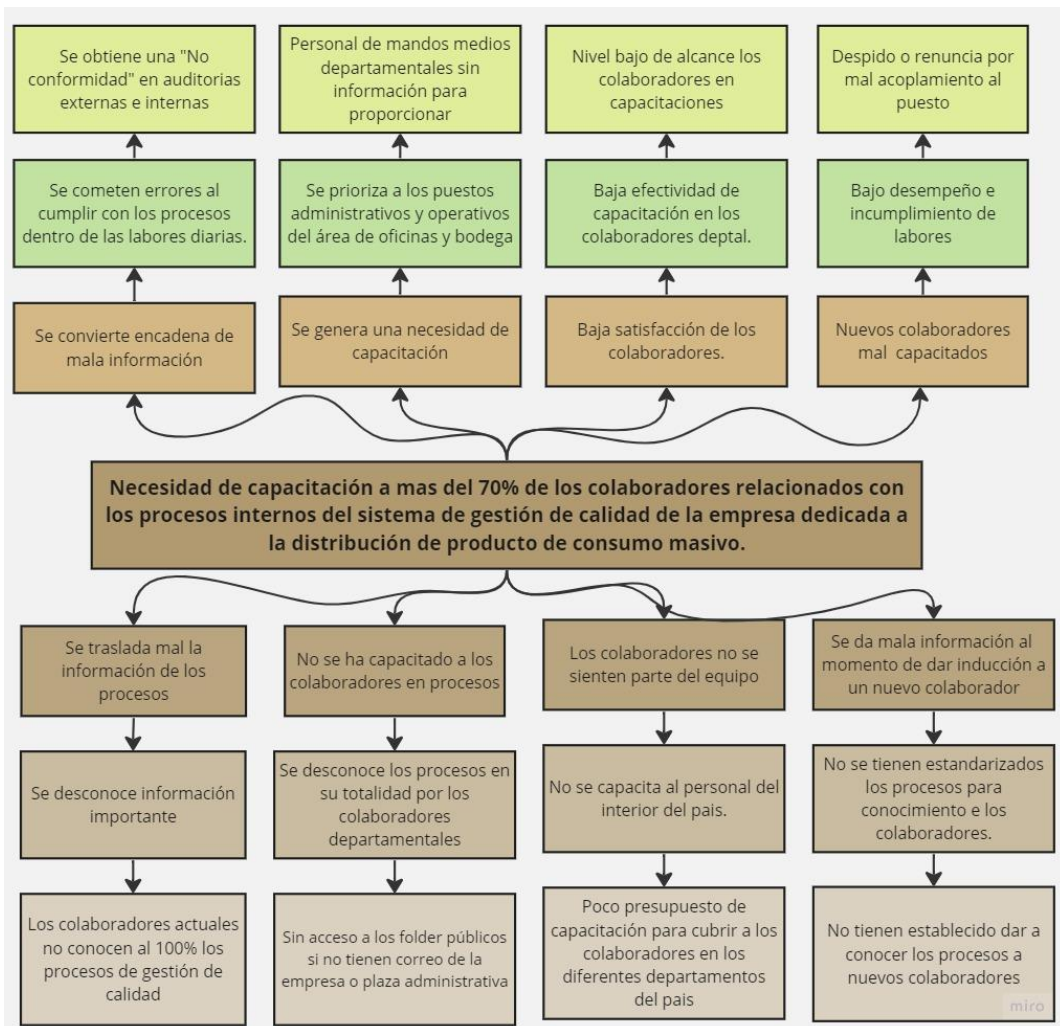 Se obtiene una "No
conformidad" en auditorias
externas e internas
Personal de mandos medios
departamentales sin
información para
proporcionar
Nivel bajo de alcance los
colaboradores en
capacitaciones
Despido o renuncia por
mal acoplamiento al
puesto
Se cometen errores al
cumplir con los procesos
dentro de las labores diarias.
Se prioriza a los puestos
administrativos y operativos
del área de oficinas y bodega
Baja efectividad de
capacitación en los
colaboradores deptal.
Bajo desempeño e
incumplimiento de
labores
Se convierte encadena de
mala información
Se genera una necesidad de
capacitación
Baja satisfacción de los
colaboradores.
Nuevos colaboradores
mal capacitados
Necesidad de capacitación a mas del 70% de los colaboradores relacionados con
los procesos internos del sistema de gestión de calidad de la empresa dedicada a
la distribución de producto de consumo masivo.
Se traslada mal la
información de los
procesos
No se ha capacitado a los
colaboradores en procesos
Los colaboradores no se
sienten parte del equipo
Se da mala información al
momento de dar inducción a
un nuevo colaborador
Se desconoce información
importante
Se desconoce los procesos en
su totalidad por los
colaboradores
departamentales
No se capacita al personal del
interior del pais.
No se tienen estandarizados
los procesos para
conocimiento e los
colaboradores.
Los colaboradores actuales
no conocen al 100% los
procesos de gestión de
calidad
Sin acceso a los folder públicos
si no tienen correo de la
empresa o plaza administrativa
Poco presupuesto de
capacitación para cubrir a los
colaboradores en los
diferentes departamentos
del pais
No tienen establecido dar a
conocer los procesos a
nuevos colaboradores
miro